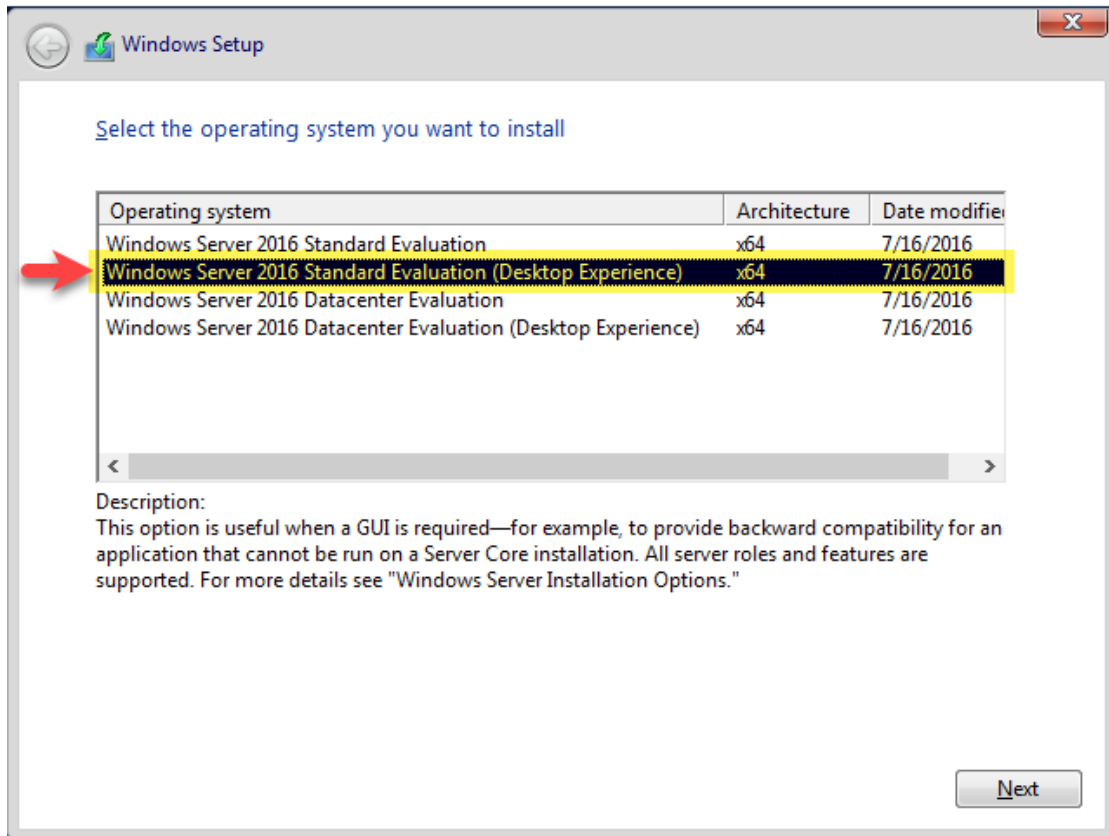 Windows Setup
Select the operating system you want to install
Operating system Architecture Date modified
Windows Server 2016 Standard Evaluation x64 7/16/2016
Windows Server 2016 Standard Evaluation (Desktop Experience) x64 7/16/2016
Windows Server 2016 Datacenter Evaluation x64 7/16/2016
Windows Server 2016 Datacenter Evaluation (Desktop Experience) x64 7/16/2016
Description:
This option is useful when a GUI is required—for example, to provide backward compatibility for an
application that cannot be run on a Server Core installation. All server roles and features are
supported. For more details see "Windows Server Installation Options."
Next